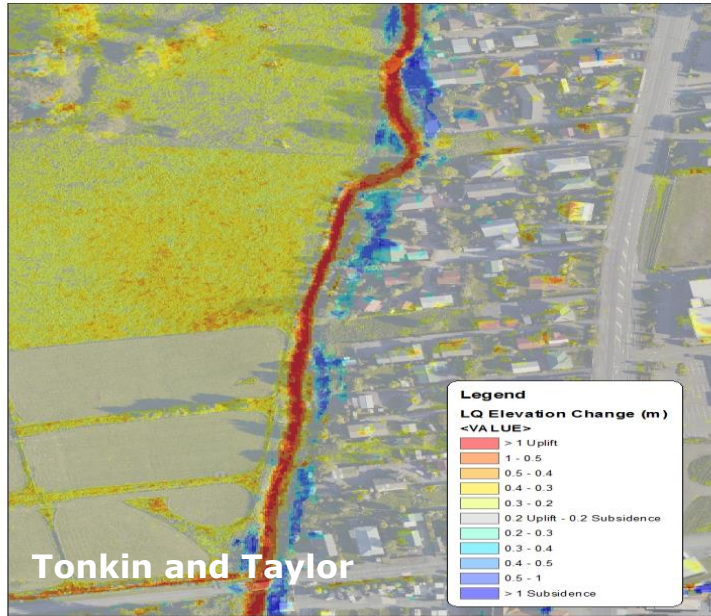 Legend
LQ Elevation Change (m)
<VALUE>
> 1 Uplift
1 - 0.5
0.5 - 0.4
0.4 - 0.3
0.3 - 0.2
0.2 Uplift - 0.2 Subsidence
0.2 - 0.3
0.3 - 0.4
0.4 - 0.5
0.5 - 1
> 1 Subsidence
Tonkin and Taylor